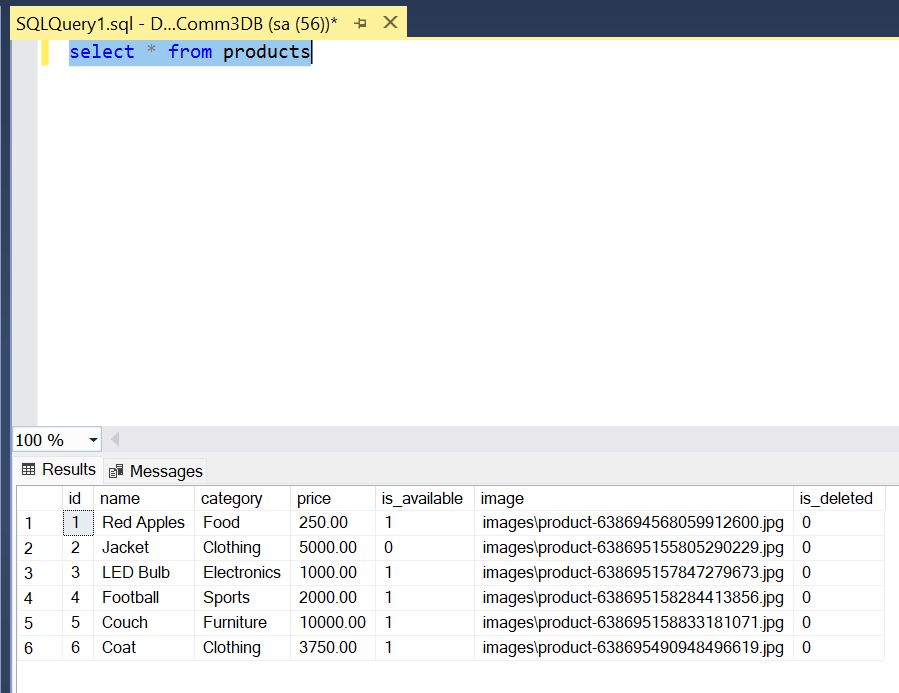 SQLQuery1.sql - D...Comm3DB (sa (56))*
select * from products
100 %
Results Messages
id name category price is_available image is_deleted
1 1 Red Apples Food 250.00 1 images\product-638694568059912600.jpg 0
2 2 Jacket Clothing 5000.00 0 images\product-638695155805290229.jpg 0
3 3 LED Bulb Electronics 1000.00 1 images\product-638695157847279673.jpg 0
4 4 Football Sports 2000.00 1 images\product-638695158284413856.jpg 0
5 5 Couch Furniture 10000.00 1 images\product-638695158833181071.jpg 0
6 6 Coat Clothing 3750.00 1 images\product-638695490948496619.jpg 0